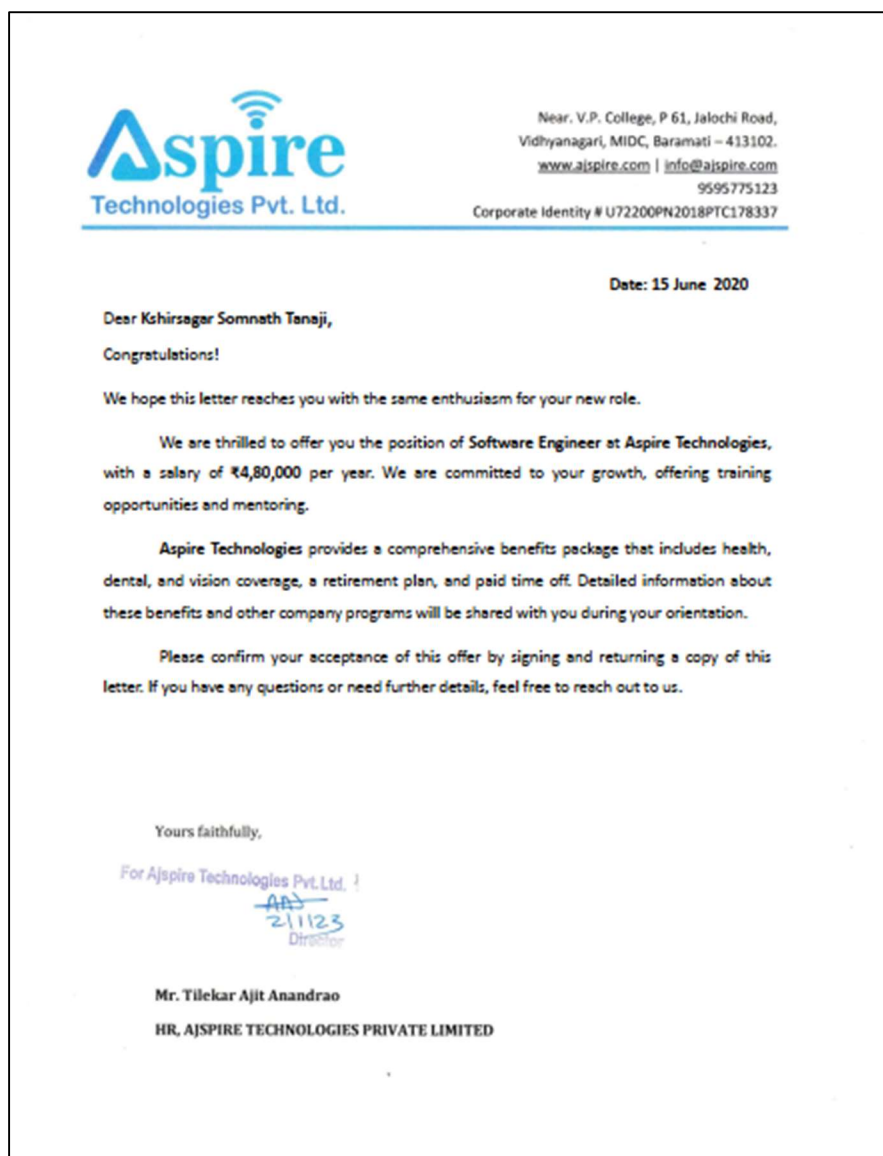 Aspire
Technologies Pvt. Ltd.
Near. V.P. College, P 61, Jalochi Road,
Vidhyanagari, MIDC, Baramati – 413102.
www.ajspire.com | info@ajspire.com
9595775123
Corporate Identity # U72200PN2018PTC178337
Date: 15 June 2020
Dear Kshirsagar Somnath Tanaji,
Congratulations!
We hope this letter reaches you with the same enthusiasm for your new role.
We are thrilled to offer you the position of Software Engineer at Aspire Technologies,
with a salary of ₹4,80,000 per year. We are committed to your growth, offering training
opportunities and mentoring.
Aspire Technologies provides a comprehensive benefits package that includes health,
dental, and vision coverage, a retirement plan, and paid time off. Detailed information about
these benefits and other company programs will be shared with you during your orientation.
Please confirm your acceptance of this offer by signing and returning a copy of this
letter. If you have any questions or need further details, feel free to reach out to us.
Yours faithfully,
For Ajspire Technologies Pvt. Ltd.
2/1/23
Director
Mr. Tilekar Ajit Anandrao
HR, AJSPIRE TECHNOLOGIES PRIVATE LIMITED